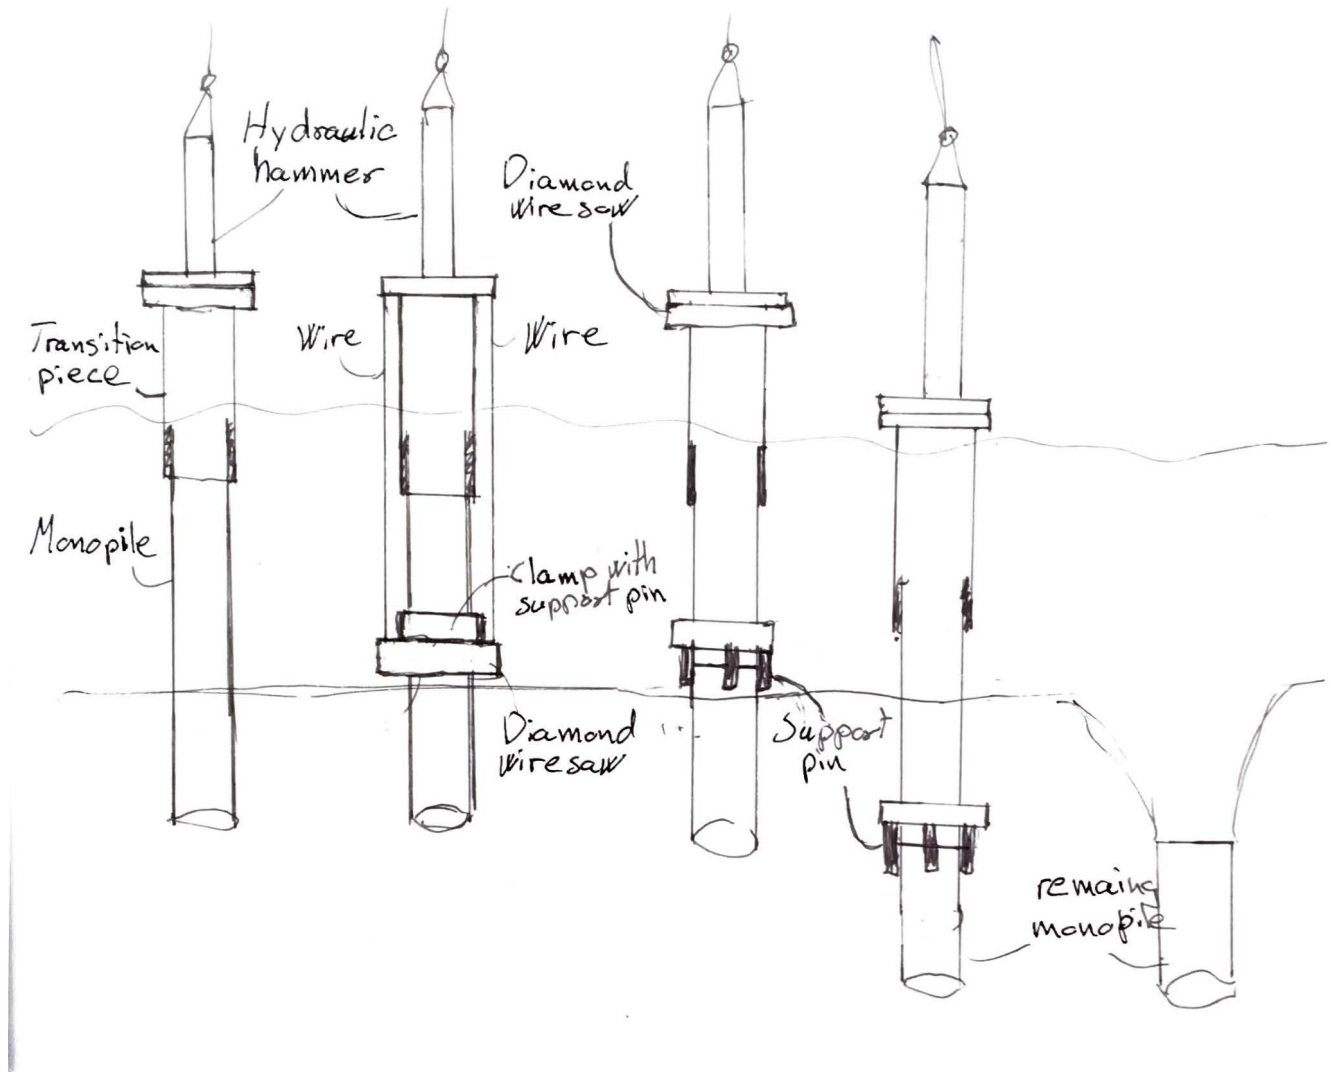 Hydraulic
hammer
Diamond
wire saw
Transition
piece
Wire
Wire
Monopile
Clamp with
support pin
Diamond
wire saw
Support
pin
remaing
monopile